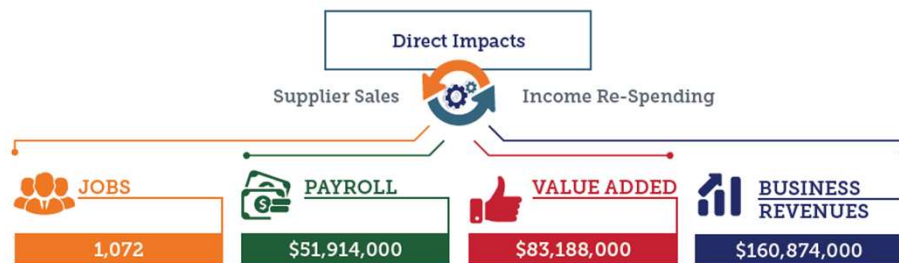 Direct Impacts
Supplier Sales
Income Re-Spending
JOBS
1,072
PAYROLL
$51,914,000
VALUE ADDED
$83,188,000
BUSINESS
REVENUES
$160,874,000